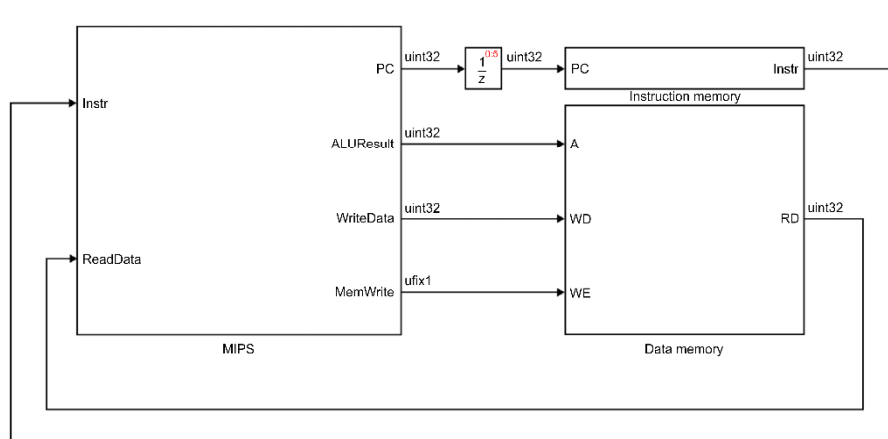 uint32
uint32
uint32
PC
1
z
0:5
PC
Instr
Instruction memory
Instr
uint32
ALUResult
A
uint32
uint32
WriteData
WD
RD
ReadData
ufix1
MemWrite
WE
MIPS
Data memory